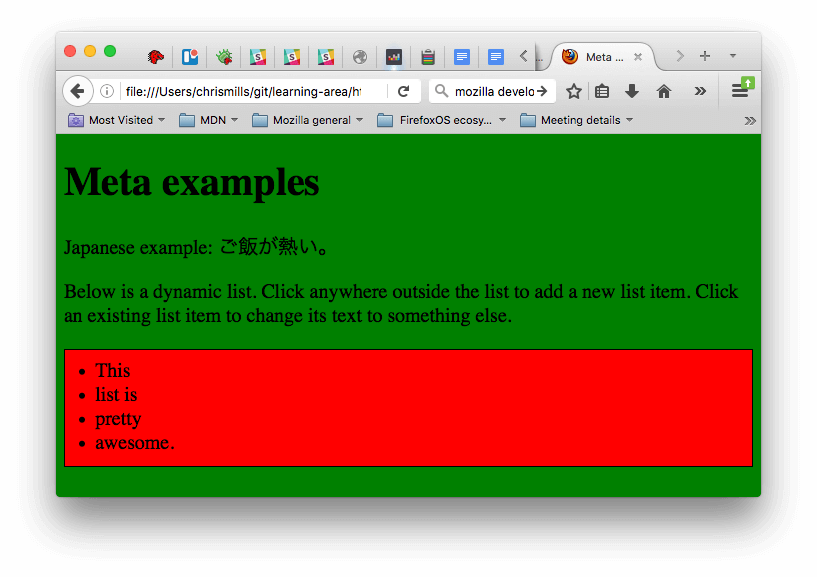 ... Meta ...
file:///Users/chrismills/git/learning-area/ht
mozilla develo
Most Visited MDN Mozilla general FirefoxOS ecosy... Meeting details
Meta examples
Japanese example: ご飯が熱い。
Below is a dynamic list. Click anywhere outside the list to add a new list item. Click
an existing list item to change its text to something else.
• This
• list is
• pretty
• awesome.